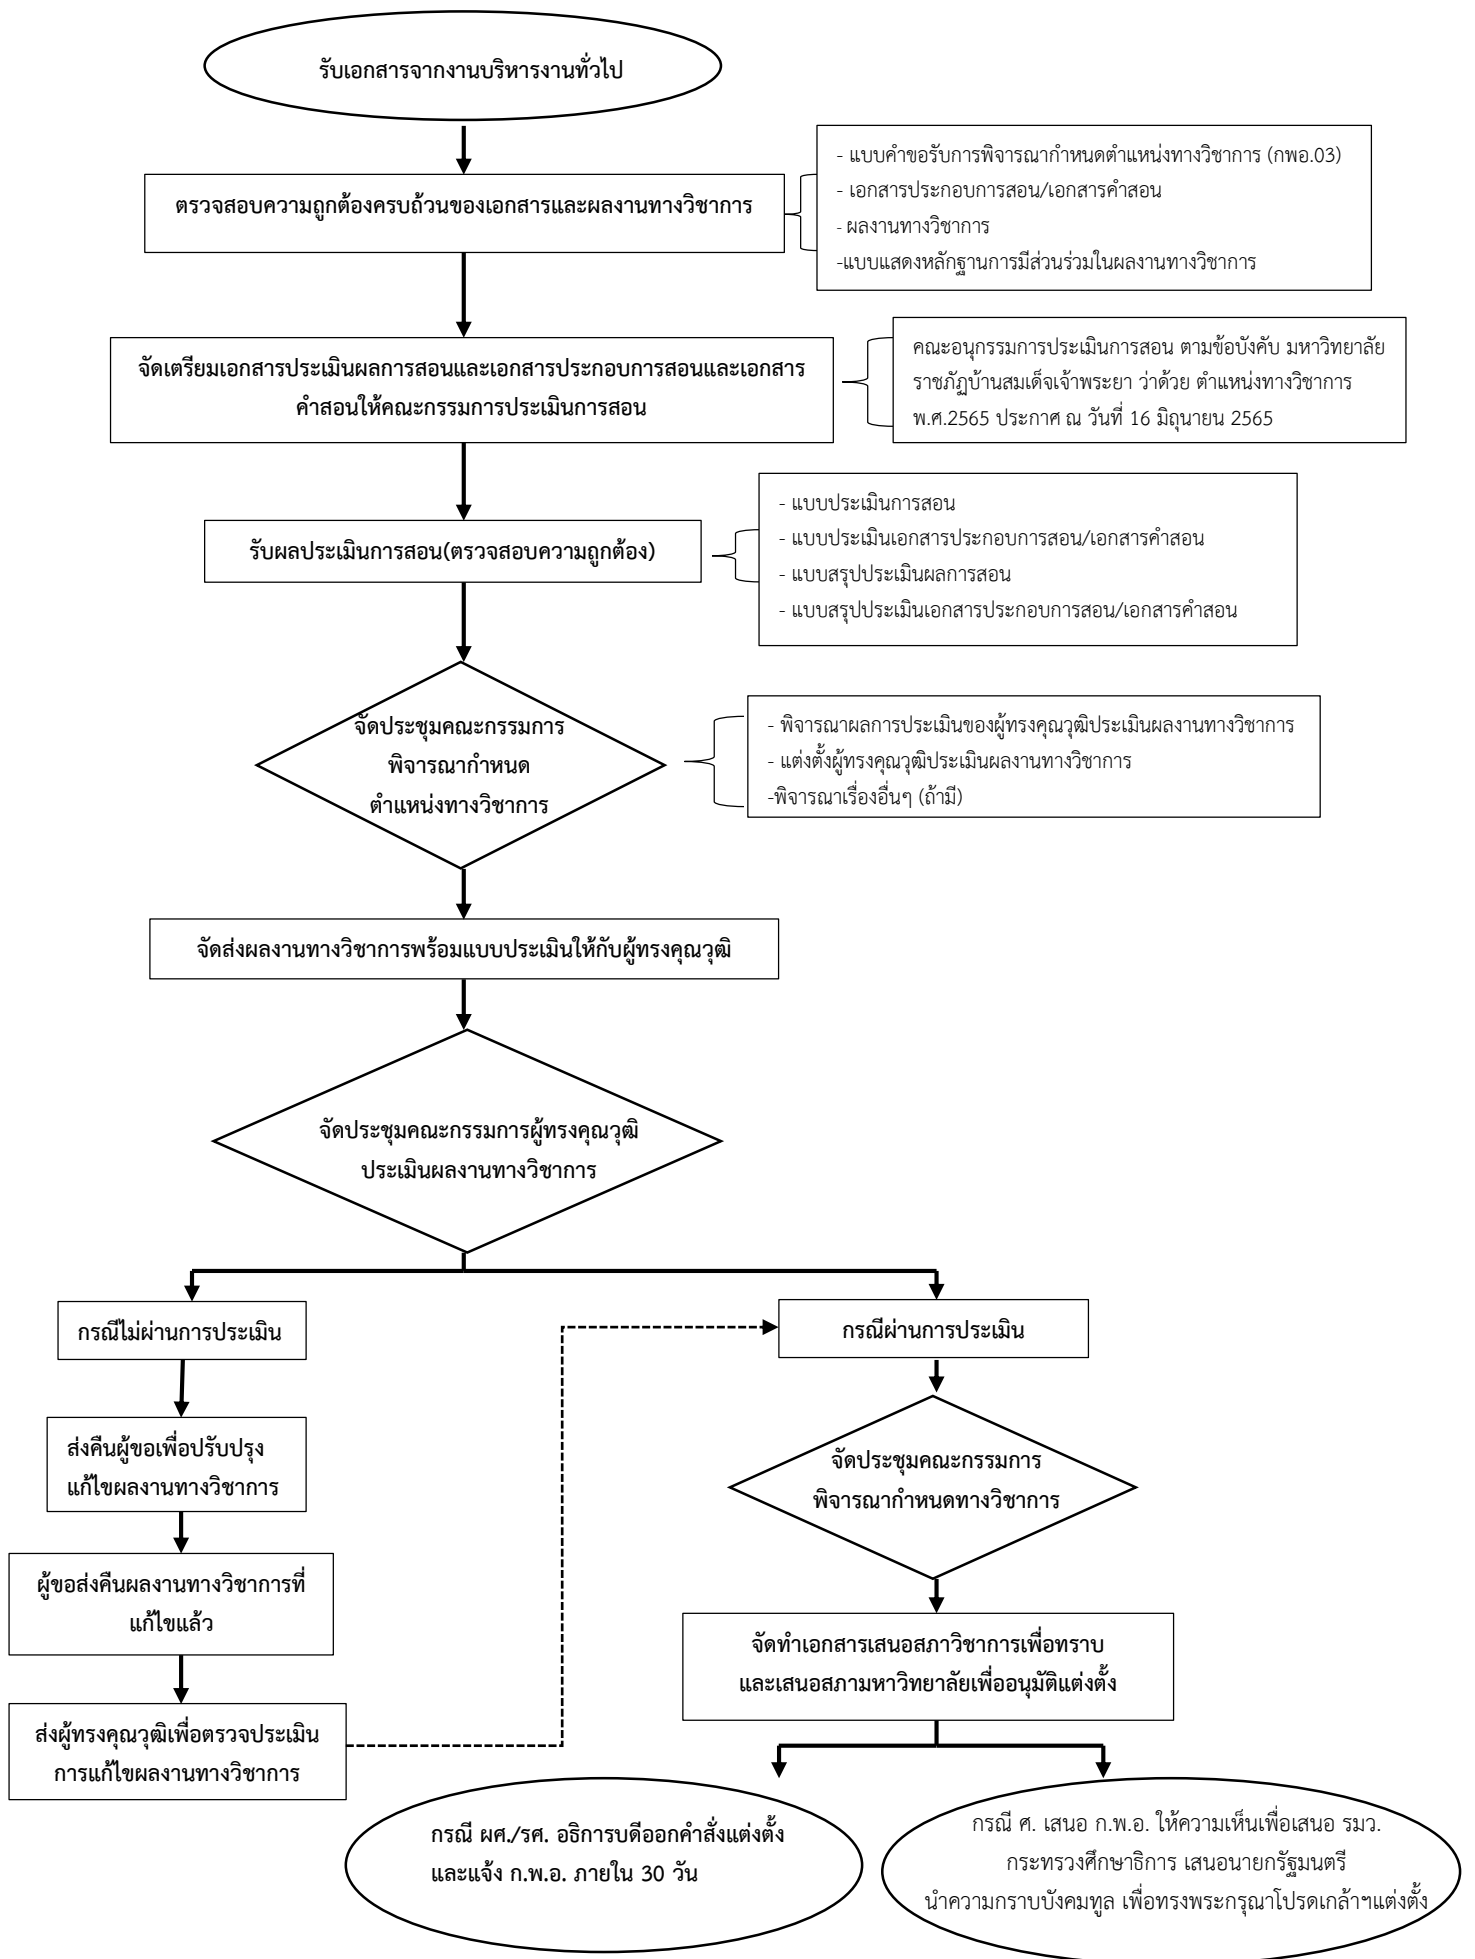 รับเอกสารจากงานบริหารงานทั่วไป
ตรวจสอบความถูกต้องครบถ้วนของเอกสารและผลงานทางวิชาการ
- แบบคำขอรับการพิจารณากำหนดตำแหน่งทางวิชาการ (กพอ.03)
- เอกสารประกอบการสอน/เอกสารคำสอน
- ผลงานทางวิชาการ
-แบบแสดงหลักฐานการมีส่วนร่วมในผลงานทางวิชาการ
จัดเตรียมเอกสารประเมินผลการสอนและเอกสารประกอบการสอนและเอกสาร
คำสอนให้คณะกรรมการประเมินการสอน
คณะอนุกรรมการประเมินการสอน ตามข้อบังคับ มหาวิทยาลัย
ราชภัฏบ้านสมเด็จเจ้าพระยา ว่าด้วย ตำแหน่งทางวิชาการ
พ.ศ.2565 ประกาศ ณ วันที่ 16 มิถุนายน 2565
รับผลประเมินการสอน(ตรวจสอบความถูกต้อง)
- แบบประเมินการสอน
- แบบประเมินเอกสารประกอบการสอน/เอกสารคำสอน
- แบบสรุปประเมินผลการสอน
- แบบสรุปประเมินเอกสารประกอบการสอน/เอกสารคำสอน
จัดประชุมคณะกรรมการ
พิจารณากำหนด
ตำแหน่งทางวิชาการ
- พิจารณาผลการประเมินของผู้ทรงคุณวุฒิประเมินผลงานทางวิชาการ
- แต่งตั้งผู้ทรงคุณวุฒิประเมินผลงานทางวิชาการ
-พิจารณาเรื่องอื่นๆ (ถ้ามี)
จัดส่งผลงานทางวิชาการพร้อมแบบประเมินให้กับผู้ทรงคุณวุฒิ
จัดประชุมคณะกรรมการผู้ทรงคุณวุฒิ
ประเมินผลงานทางวิชาการ
กรณีไม่ผ่านการประเมิน
กรณีผ่านการประเมิน
ส่งคืนผู้ขอเพื่อปรับปรุง
แก้ไขผลงานทางวิชาการ
จัดประชุมคณะกรรมการ
พิจารณากำหนดทางวิชาการ
ผู้ขอส่งคืนผลงานทางวิชาการที่
แก้ไขแล้ว
จัดทำเอกสารเสนอสภาวิชาการเพื่อทราบ
และเสนอสภามหาวิทยาลัยเพื่ออนุมัติแต่งตั้ง
ส่งผู้ทรงคุณวุฒิเพื่อตรวจประเมิน
การแก้ไขผลงานทางวิชาการ
กรณี ผศ./รศ. อธิการบดีออกคำสั่งแต่งตั้ง
และแจ้ง ก.พ.อ. ภายใน 30 วัน
กรณี ศ. เสนอ ก.พ.อ. ให้ความเห็นเพื่อเสนอ รมว.
กระทรวงศึกษาธิการ เสนอนายกรัฐมนตรี
นำความกราบบังคมทูล เพื่อทรงพระกรุณาโปรดเกล้าฯแต่งตั้ง